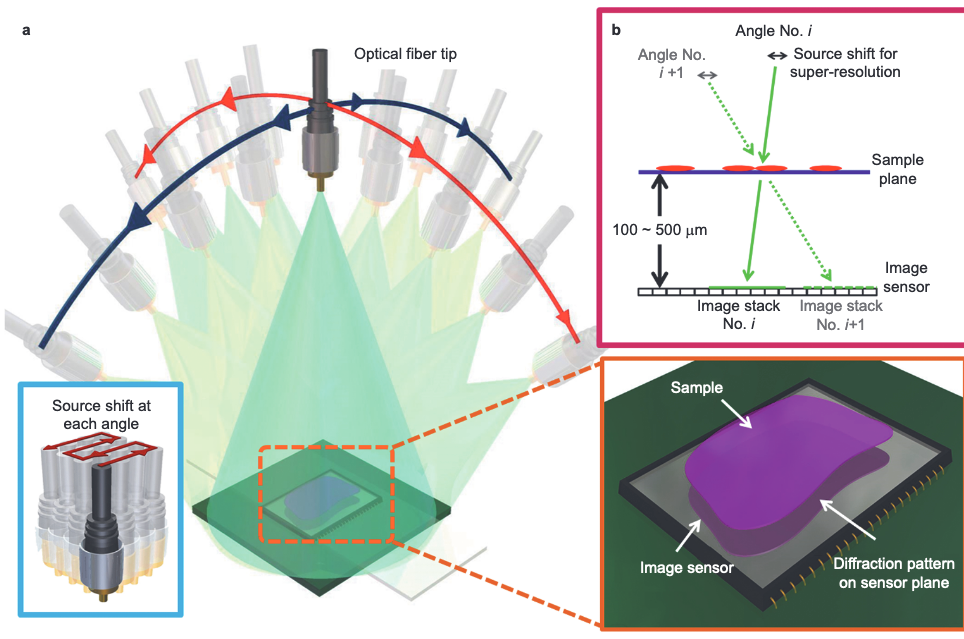 a
Optical fiber tip
Source shift at
each angle
b
Angle No. i
Angle No.
i +1
Source shift for
super-resolution
Sample
plane
100 ~ 500 μm
Image
sensor
Image stack
No. i
Image stack
No. i+1
Sample
Image sensor
Diffraction pattern
on sensor plane